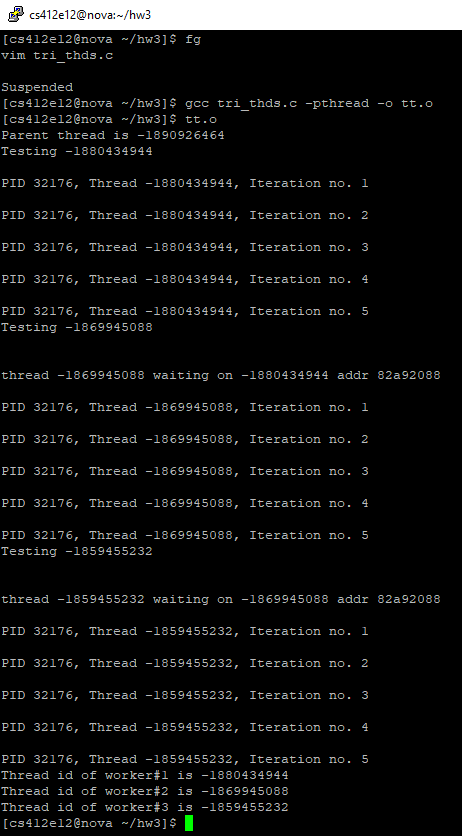 cs412e12@nova:~/hw3
[cs412e12@nova ~/hw3]$ fg
vim tri_thds.c
Suspended
[cs412e12@nova ~/hw3]$ gcc tri_thds.c -pthread -o tt.o
[cs412e12@nova ~/hw3]$ tt.o
Parent thread is -1890926464
Testing -1880434944
PID 32176, Thread -1880434944, Iteration no. 1
PID 32176, Thread -1880434944, Iteration no. 2
PID 32176, Thread -1880434944, Iteration no. 3
PID 32176, Thread -1880434944, Iteration no. 4
PID 32176, Thread -1880434944, Iteration no. 5
Testing -1869945088
thread -1869945088 waiting on -1880434944 addr 82a92088
PID 32176, Thread -1869945088, Iteration no. 1
PID 32176, Thread -1869945088, Iteration no. 2
PID 32176, Thread -1869945088, Iteration no. 3
PID 32176, Thread -1869945088, Iteration no. 4
PID 32176, Thread -1869945088, Iteration no. 5
Testing -1859455232
thread -1859455232 waiting on -1869945088 addr 82a92088
PID 32176, Thread -1859455232, Iteration no. 1
PID 32176, Thread -1859455232, Iteration no. 2
PID 32176, Thread -1859455232, Iteration no. 3
PID 32176, Thread -1859455232, Iteration no. 4
PID 32176, Thread -1859455232, Iteration no. 5
Thread id of worker#1 is -1880434944
Thread id of worker#2 is -1869945088
Thread id of worker#3 is -1859455232
[cs412e12@nova ~/hw3]$